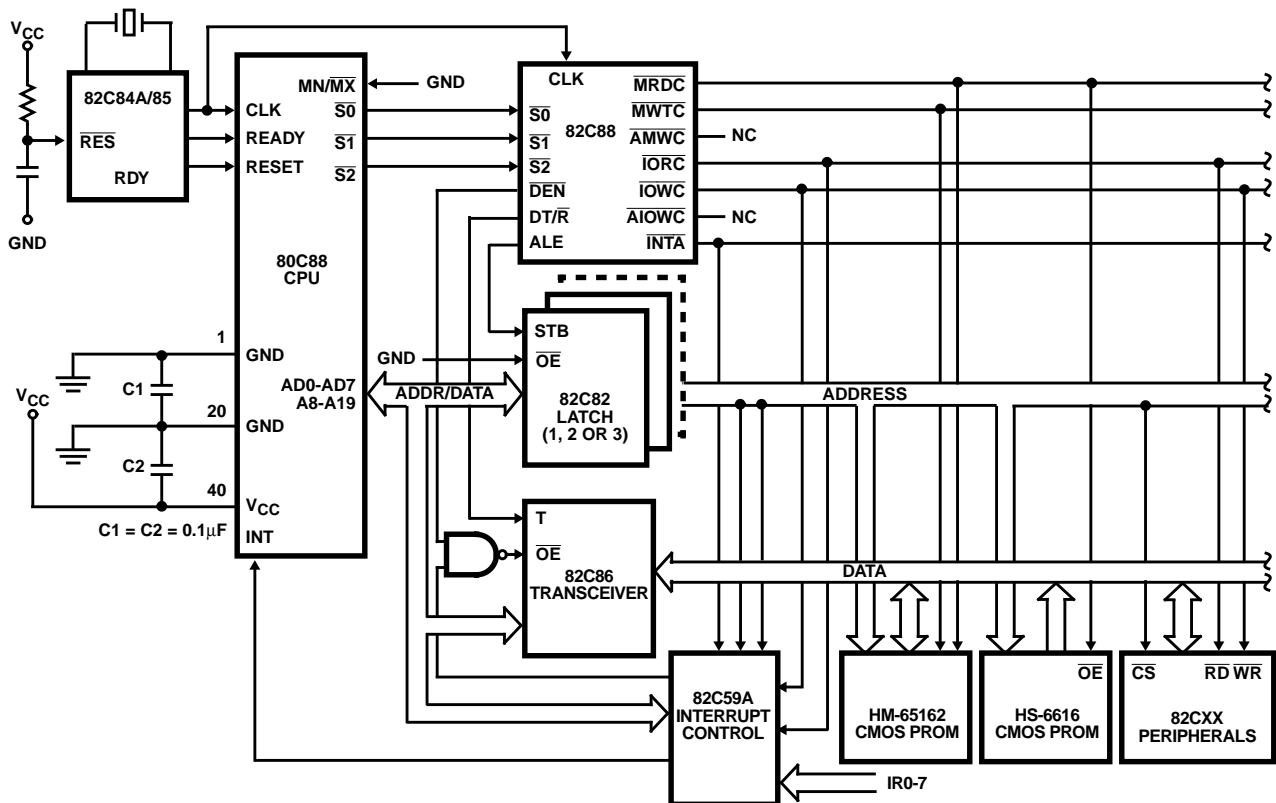 VCC
82C84A/85
RES
RDY
GND
CLK
READY
RESET
MN/MX
S0
S1
S2
GND
80C88
CPU
1
GND
C1
AD0-AD7
A8-A19
VCC
20
GND
C2
40
VCC
C1 = C2 = 0.1μF
INT
CLK
82C88
S0
S1
S2
DEN
DT/R
ALE
MRDC
MWTC
AMWC
NC
IORC
IOWC
AIOWC
NC
INTA
STB
GND
OE
ADDR/DATA
82C82
LATCH
(1, 2 OR 3)
ADDRESS
T
OE
82C86
TRANSCEIVER
DATA
82C59A
INTERRUPT
CONTROL
IR0-7
HM-65162
CMOS PROM
OE
HS-6616
CMOS PROM
CS
RD WR
82CXX
PERIPHERALS